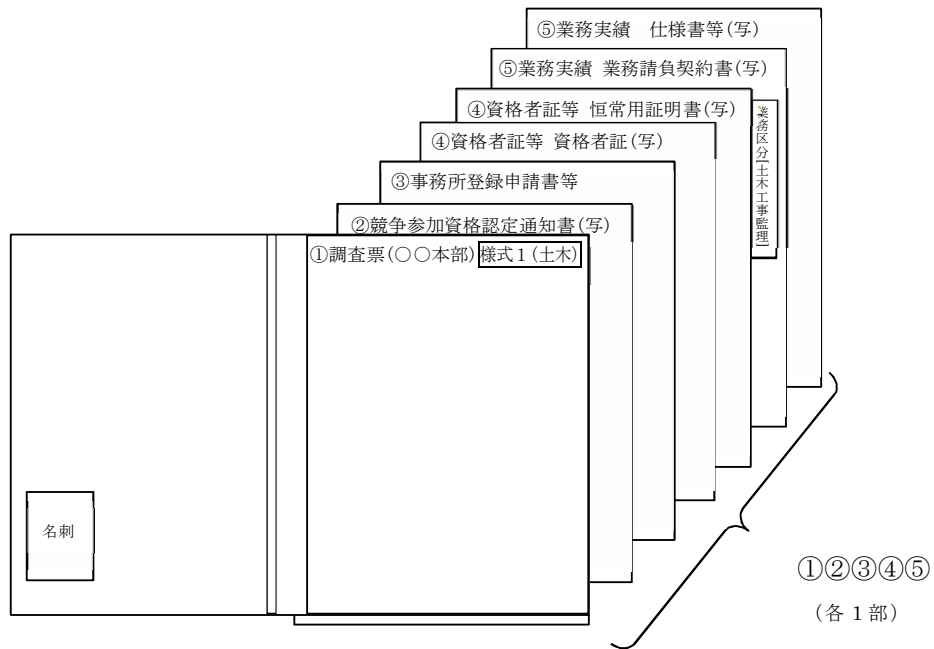 ⑤業務実績　仕様書等(写)
⑤業務実績 業務請負契約書(写)
④資格者証等 恒常用証明書(写)
④資格者証等 資格者証(写)
③事務所登録申請書等
②競争参加資格認定通知書(写)
①調査票(○○本部) 様式1(土木)
業務区分[土木工事監理]
名刺
①②③④⑤
(各1部)